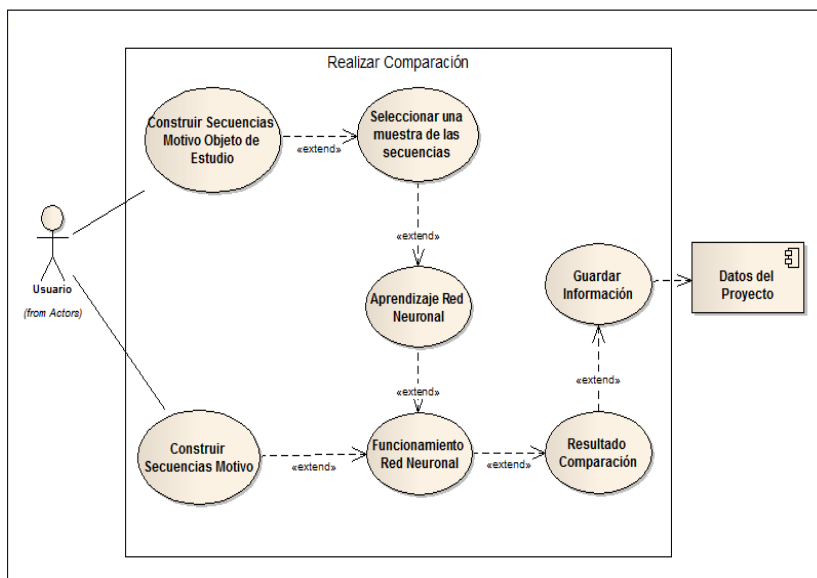 Realizar Comparación
Construir Secuencias
Motivo Objeto de
Estudio
«extend»
Seleccionar una
muestra de las
secuencias
«extend»
Usuario
(from Actors)
Aprendizaje Red
Neuronal
«extend»
Guardar
Información
Datos del
Proyecto
«extend»
Construir
Secuencias Motivo
«extend»
Funcionamiento
Red Neuronal
«extend»
Resultado
Comparación